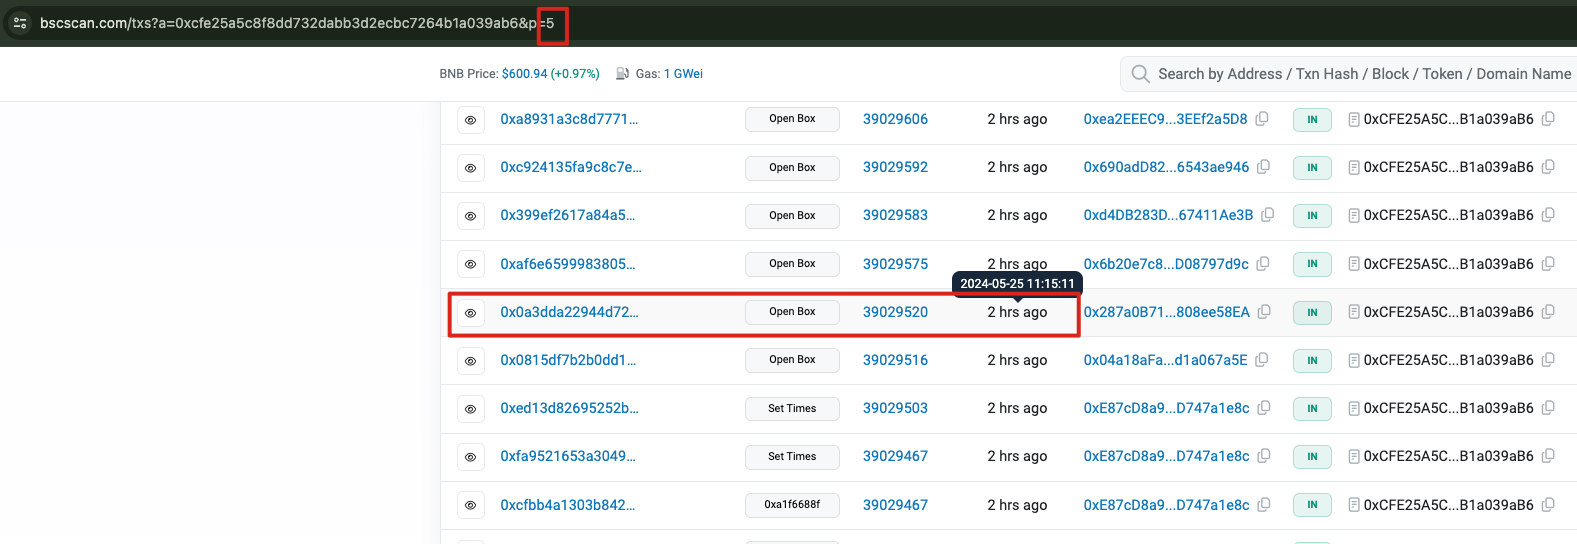 bscscan.com/txs?a=0xcfe25a5c8f8dd732dabb3d2ecbc7264b1a039ab6&p=5
BNB Price: $600.94 (+0.97%) Gas: 1 GWei Search by Address / Txn Hash / Block / Token / Domain Name
0xa8931a3c8d7771... Open Box 39029606 2 hrs ago 0xea2EEEC9...3EEf2a5D8 IN 0xCFE25A5C...B1a039aB6
0xc924135fa9c8c7e... Open Box 39029592 2 hrs ago 0x690adD82...6543ae946 IN 0xCFE25A5C...B1a039aB6
0x399ef2617a84a5... Open Box 39029583 2 hrs ago 0xd4DB283D...67411Ae3B IN 0xCFE25A5C...B1a039aB6
0xaf6e6599983805... Open Box 39029575 2 hrs ago 0x6b20e7c8...D08797d9c IN 0xCFE25A5C...B1a039aB6
2024-05-25 11:15:11
0x0a3dda22944d72... Open Box 39029520 2 hrs ago 0x287a0B71...808ee58EA IN 0xCFE25A5C...B1a039aB6
0x0815df7b2b0dd1... Open Box 39029516 2 hrs ago 0x04a18aFa...d1a067a5E IN 0xCFE25A5C...B1a039aB6
0xed13d82695252b... Set Times 39029503 2 hrs ago 0xE87cD8a9...D747a1e8c IN 0xCFE25A5C...B1a039aB6
0xfa9521653a3049... Set Times 39029467 2 hrs ago 0xE87cD8a9...D747a1e8c IN 0xCFE25A5C...B1a039aB6
0xcfbb4a1303b842... 0xa1f6688f 39029467 2 hrs ago 0xE87cD8a9...D747a1e8c IN 0xCFE25A5C...B1a039aB6